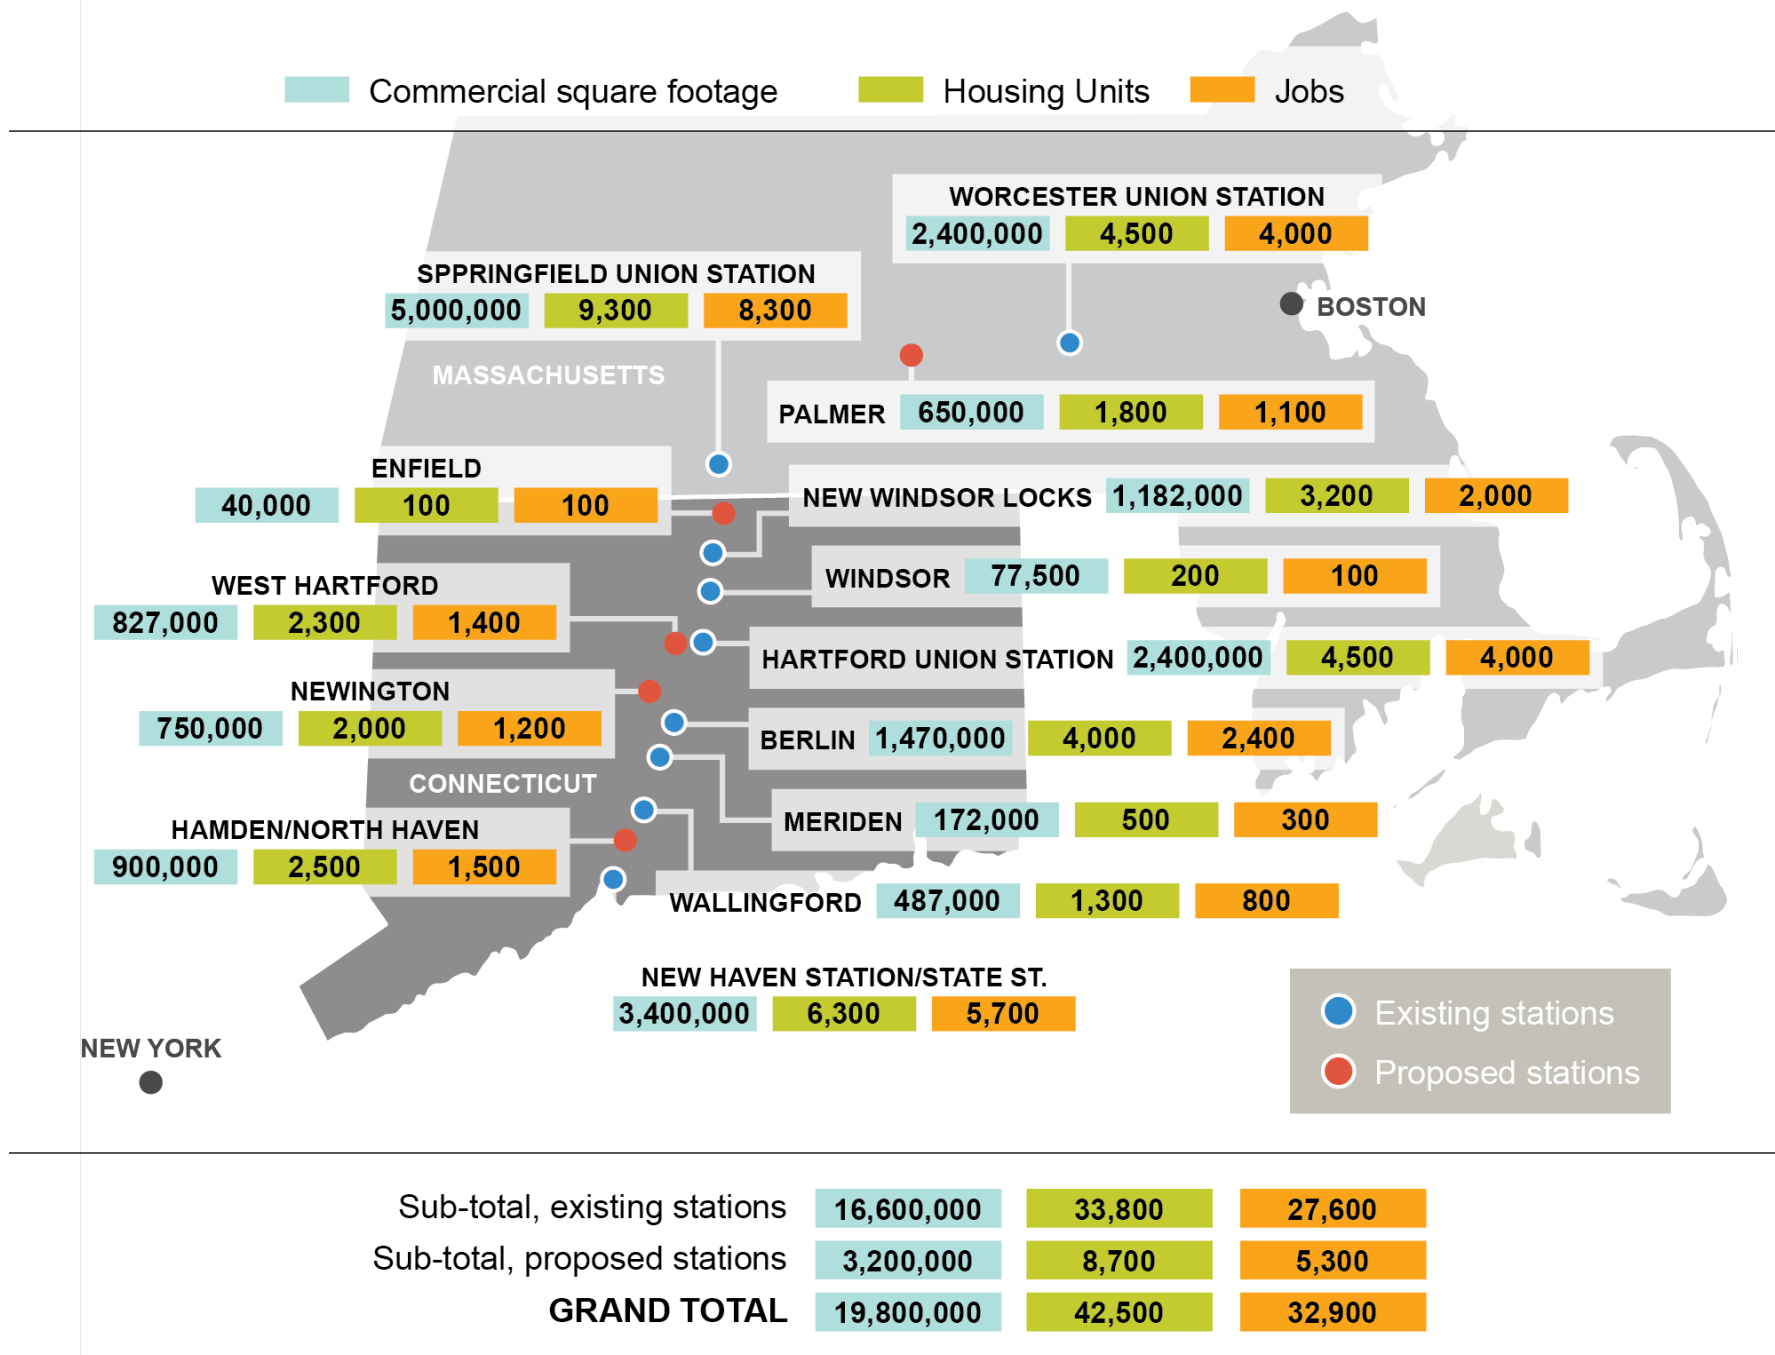 Commercial square footage Housing Units Jobs
WORCESTER UNION STATION
2,400,000 4,500 4,000
SPPRINGFIELD UNION STATION
5,000,000 9,300 8,300
BOSTON
MASSACHUSETTS
PALMER 650,000 1,800 1,100
ENFIELD
40,000 100 100
NEW WINDSOR LOCKS 1,182,000 3,200 2,000
WINDSOR 77,500 200 100
WEST HARTFORD
827,000 2,300 1,400
HARTFORD UNION STATION 2,400,000 4,500 4,000
NEWINGTON
750,000 2,000 1,200
BERLIN 1,470,000 4,000 2,400
CONNECTICUT
MERIDEN 172,000 500 300
HAMDEN/NORTH HAVEN
900,000 2,500 1,500
WALLINGFORD 487,000 1,300 800
NEW HAVEN STATION/STATE ST.
3,400,000 6,300 5,700
Existing stations
Proposed stations
NEW YORK
Sub-total, existing stations 16,600,000 33,800 27,600
Sub-total, proposed stations 3,200,000 8,700 5,300
GRAND TOTAL 19,800,000 42,500 32,900